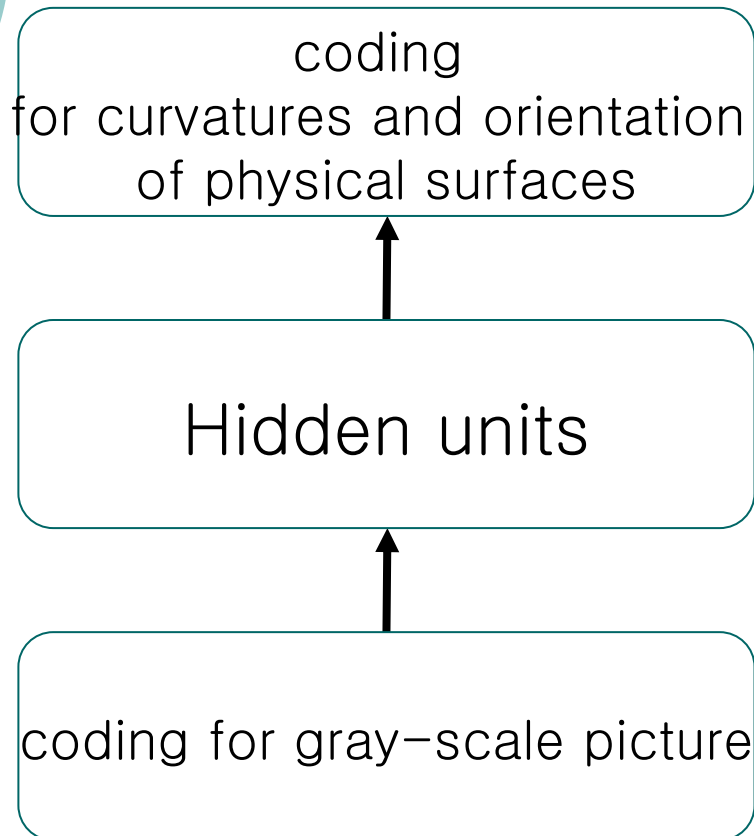 coding
for curvatures and orientation
of physical surfaces
Hidden units
coding for gray-scale picture